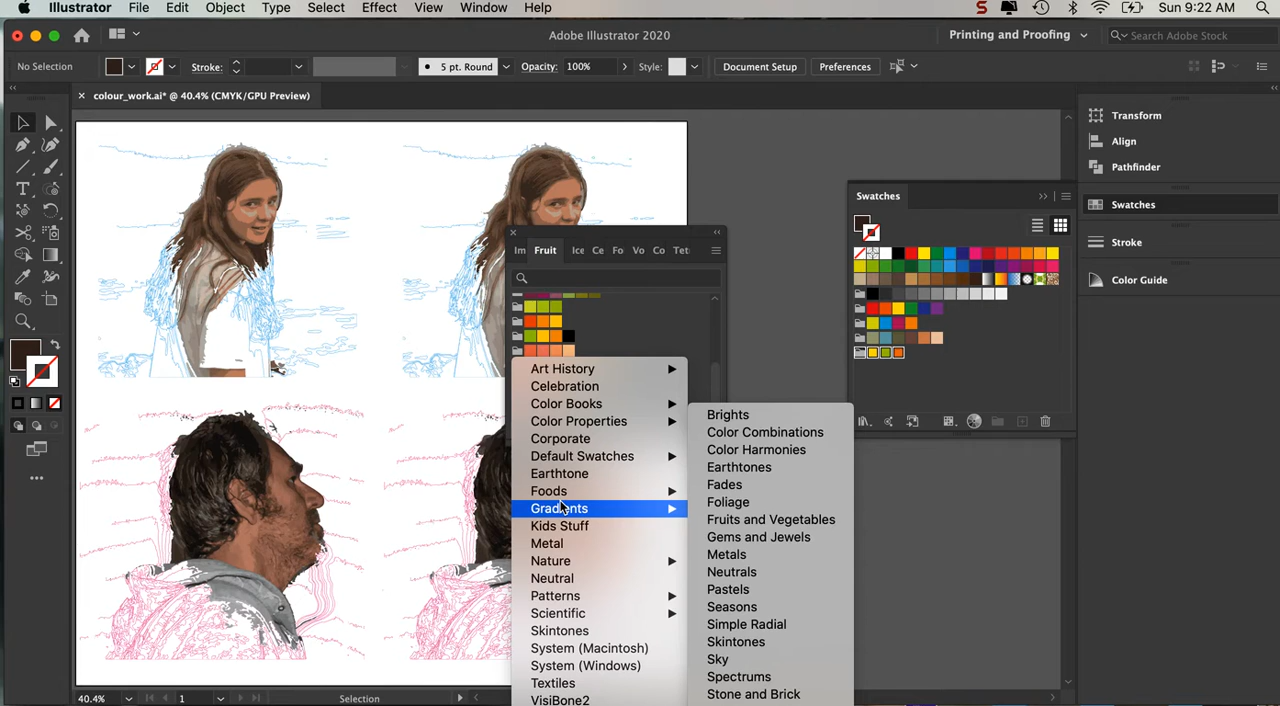 Illustrator File Edit Object Type Select Effect View Window Help S Sun 9:22 AM
Adobe Illustrator 2020 Printing and Proofing Search Adobe Stock
No Selection Stroke: 5 pt. Round Opacity: 100% Style: Document Setup Preferences
colour_work.ai* @ 40.4% (CMYK/GPU Preview)
Transform
Align
Pathfinder
Swatches
Stroke
Guide
Swatches
Im Fruit Ice Ce Fo Vo Co Tet
Art History
Celebration
Color Books
Color Properties
Corporate
Default Swatches
Earthtone
Foods
Gradients
Kids Stuff
Metal
Nature
Neutral
Patterns
Scientific
Skintones
System (Macintosh)
System (Windows)
Textiles
VisiBone2
Brights
Color Combinations
Color Harmonies
Earthtones
Fades
Foliage
Fruits and Vegetables
Gems and Jewels
Metals
Neutrals
Pastels
Seasons
Simple Radial
Skintones
Sky
Spectrums
Stone and Brick
40.4% 1 Selection